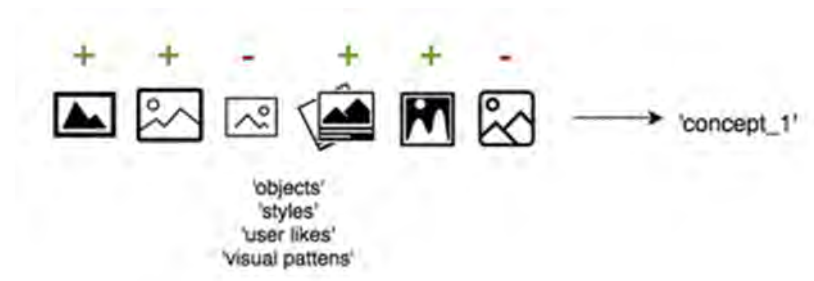 + + - + + -
'concept_1'
'objects'
'styles'
'user likes'
'visual pattens'